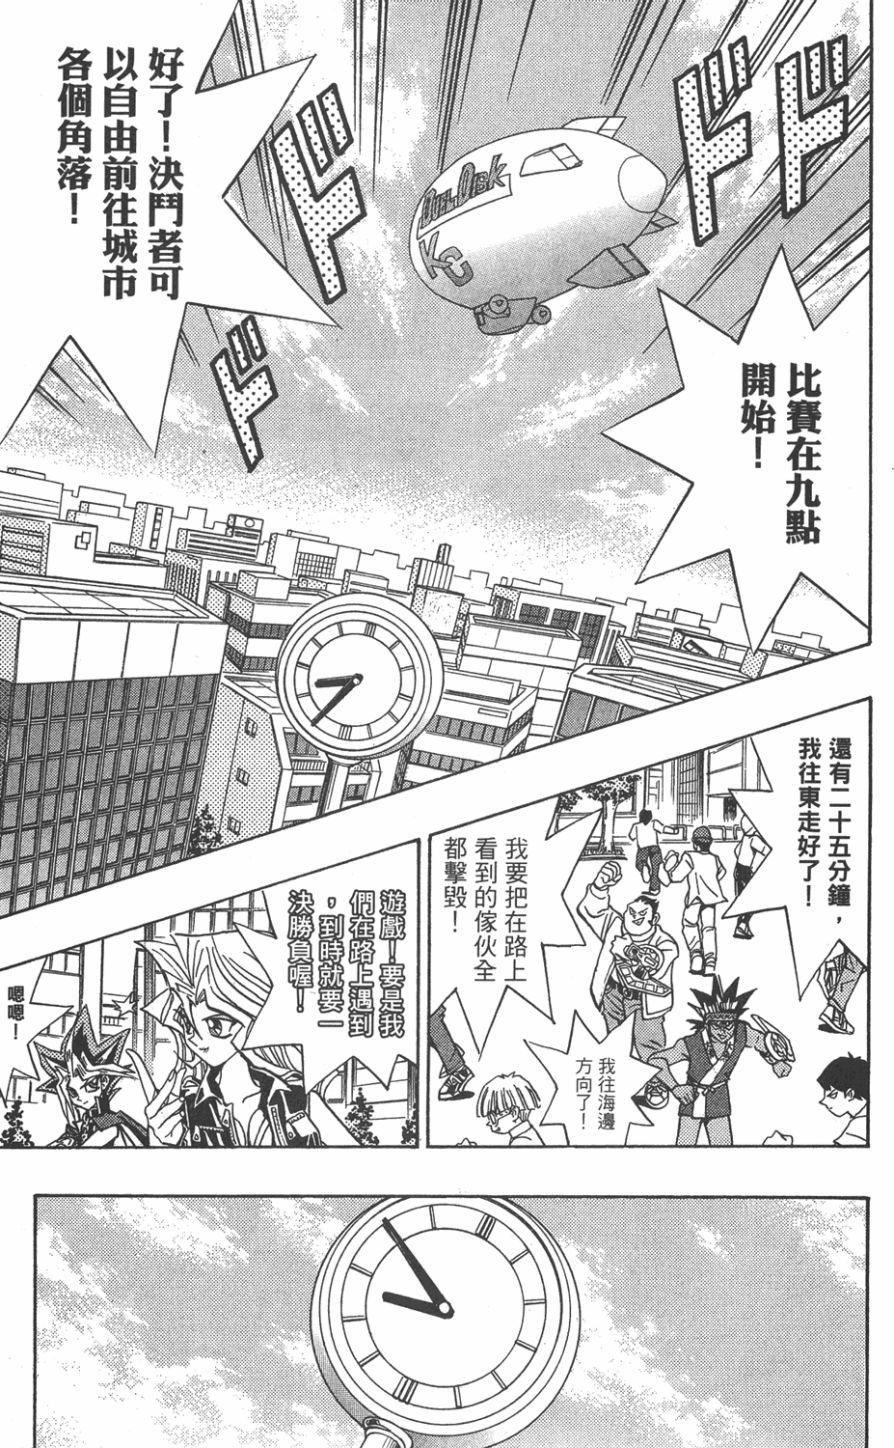 ドドド
DUEL DISK
KC
比賽在九點
開始！
ド
好了！決鬥者可
以自由前往城市
各個角落！
還有二十五分鐘，
我往東走好了！
我要把在路上
看到的傢伙全
都擊毀！
我往海邊
方向了！
遊戲！要是我
們在路上遇到
，到時就要一
決勝負喔！
嗯嗯！